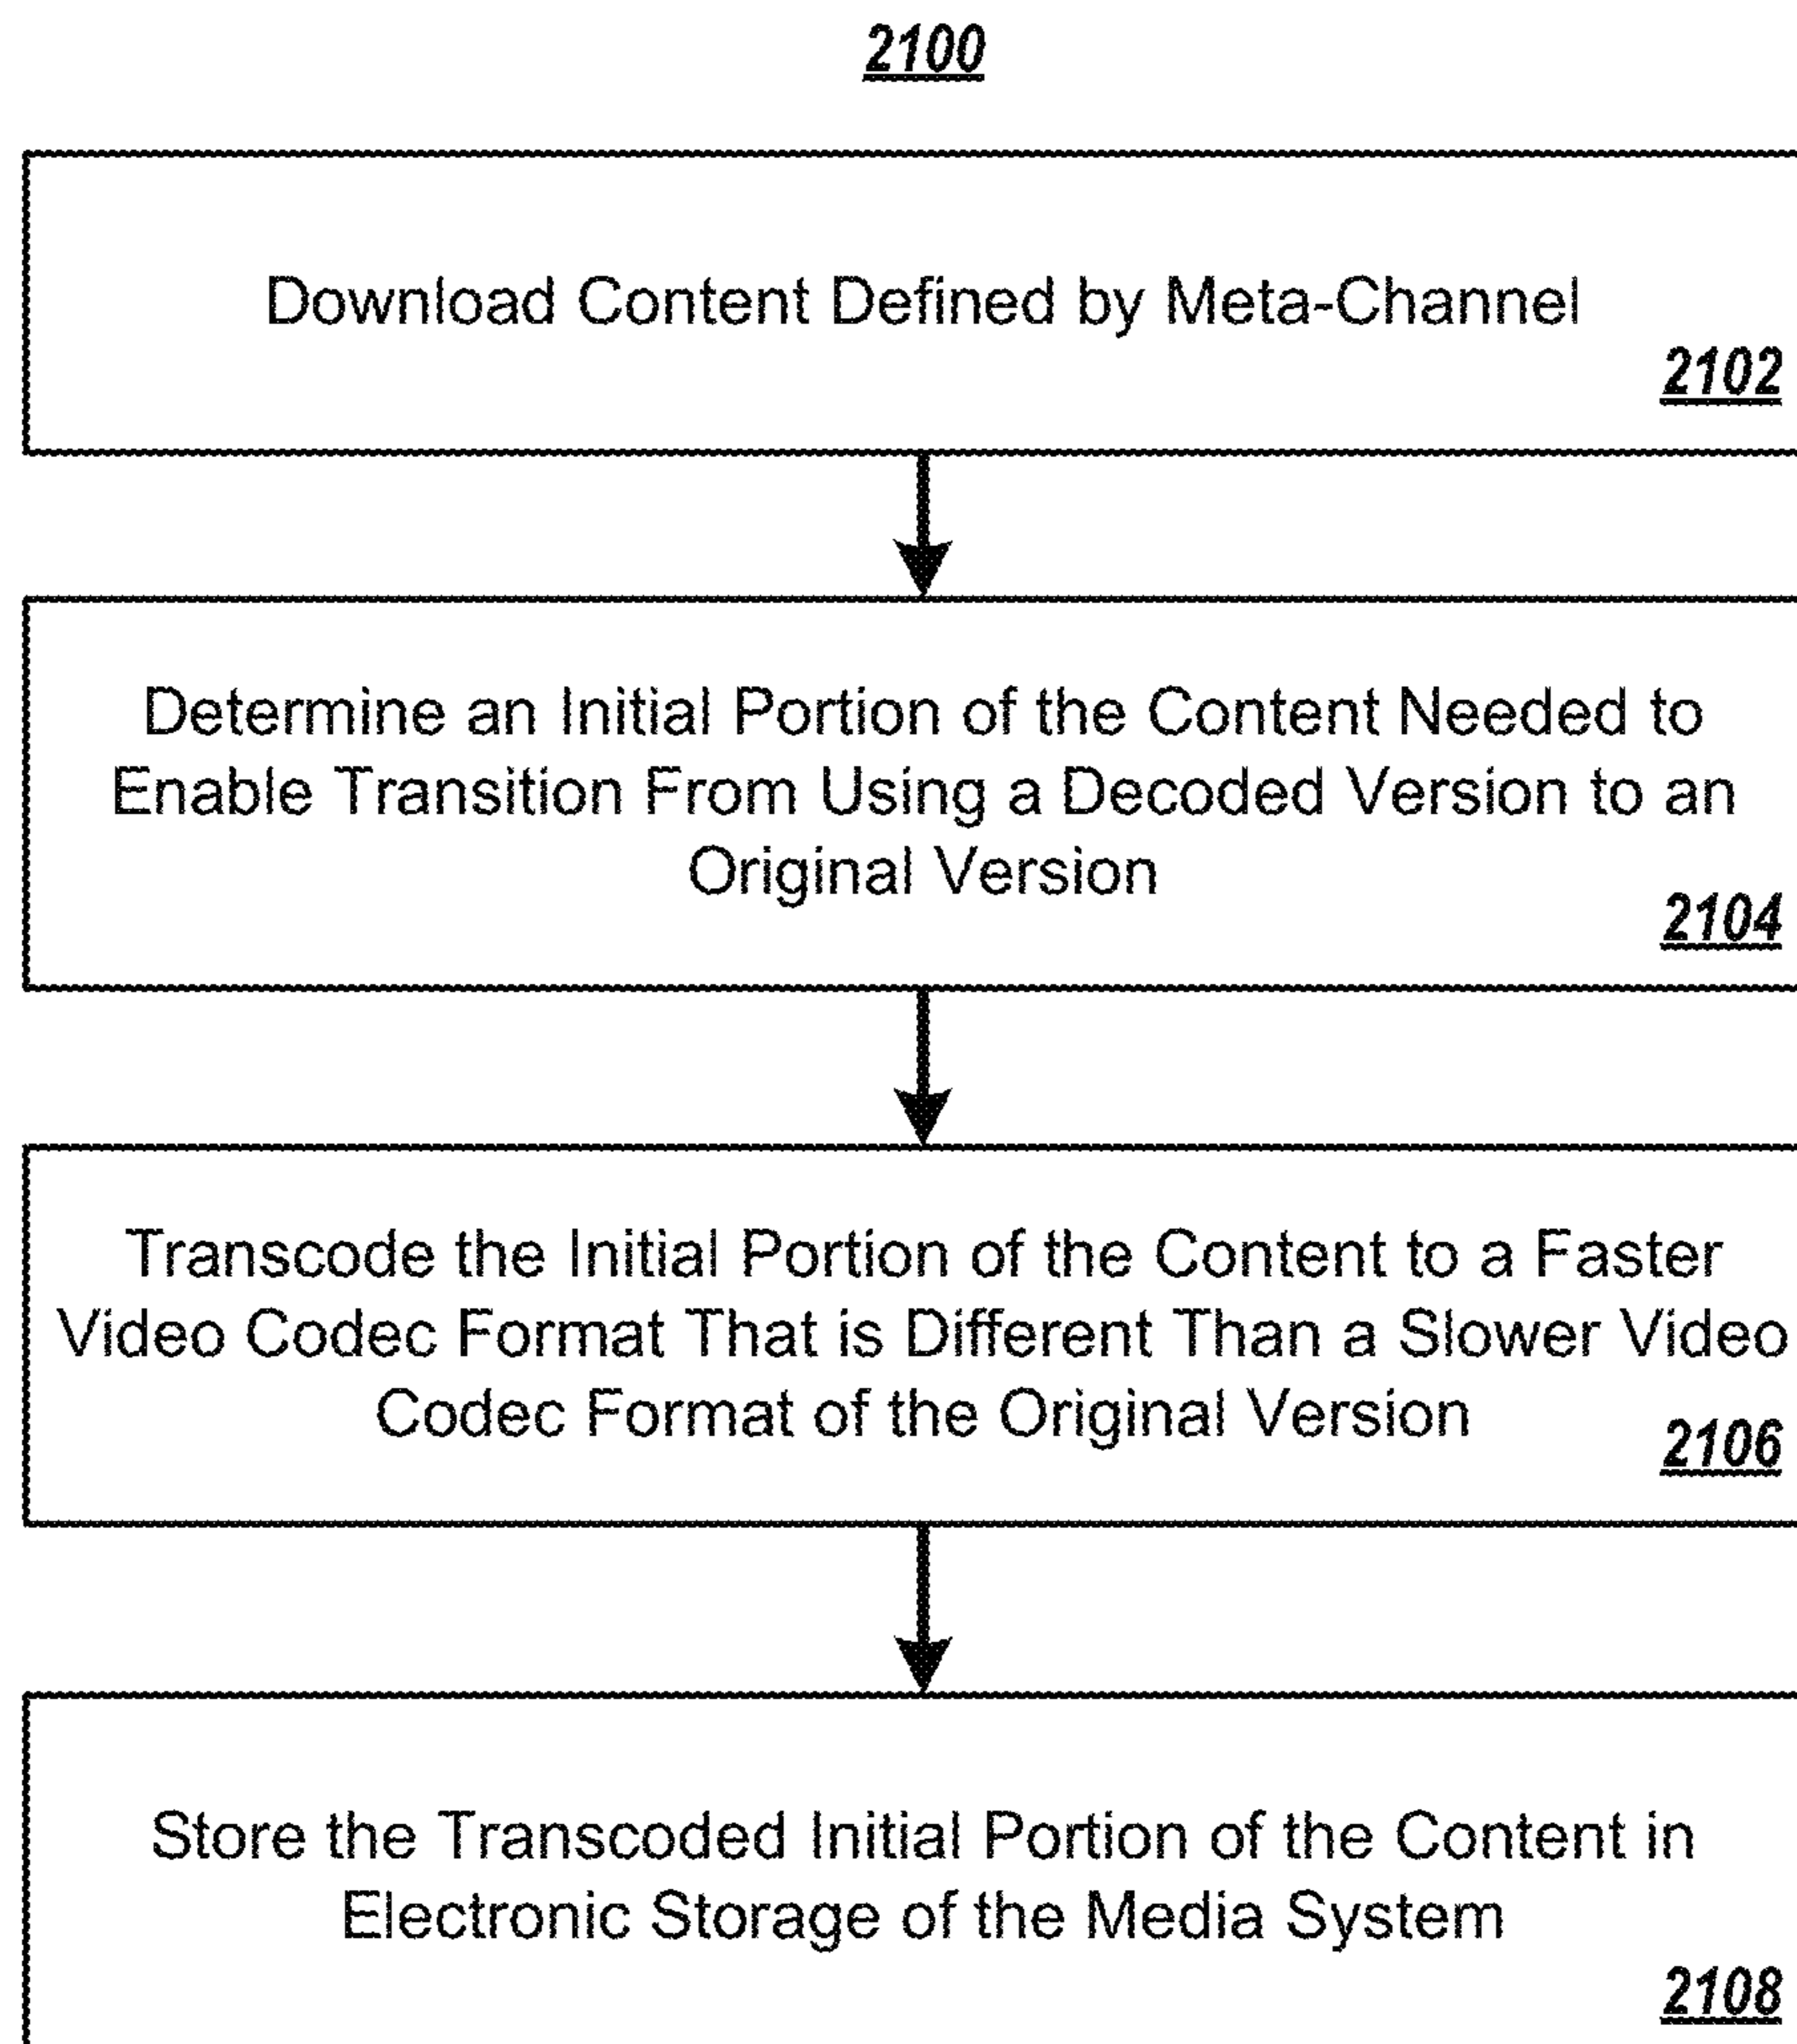 2100
Download Content Defined by Meta-Channel
2102
Determine an Initial Portion of the Content Needed to
Enable Transition From Using a Decoded Version to an
Original Version
2104
Transcode the Initial Portion of the Content to a Faster
Video Codec Format That is Different Than a Slower Video
Codec Format of the Original Version
2106
Store the Transcoded Initial Portion of the Content in
Electronic Storage of the Media System
2108